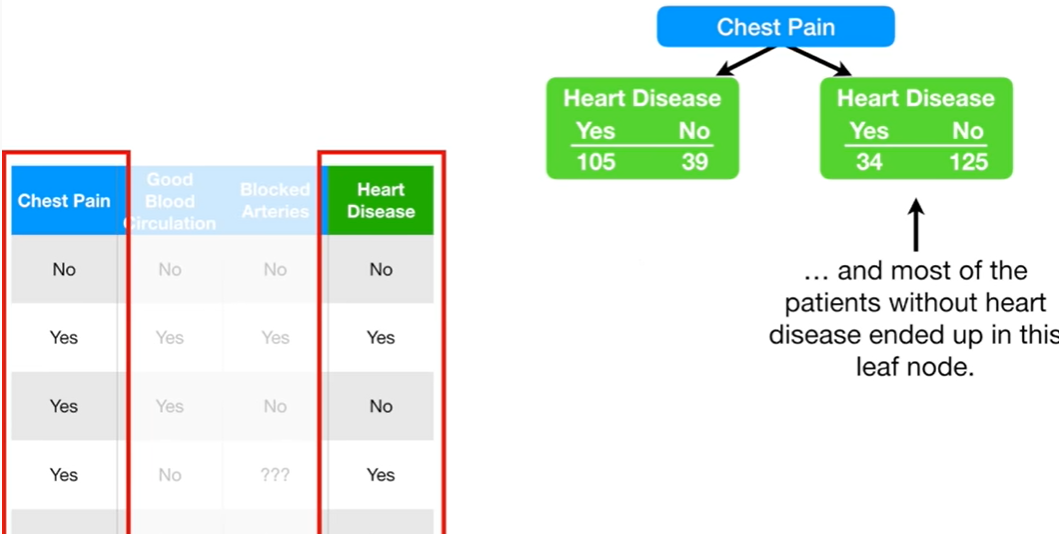 Chest Pain
Heart Disease
Yes No
105 39
Heart Disease
Yes No
34 125
... and most of the
patients without heart
disease ended up in this
leaf node.
Chest Pain
Good
Blood
Circulation
Blocked
Arteries
Heart
Disease
No No No No
Yes Yes Yes Yes
Yes Yes No No
Yes No ??? Yes